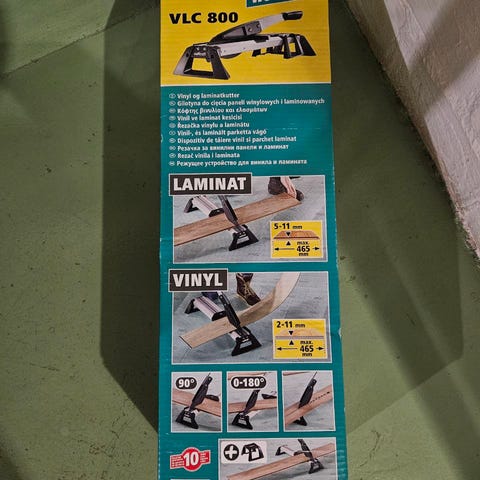 VLC 800
Vinyl og laminatkutter
Gilotyna do cięcia paneli winylowych i laminowanych
Κόφτης βινυλίου και ελασμάτων
Vinil ve laminat kesicisi
Řezačka vinylu a laminátu
Vinil-, és laminált parketta vágó
Dispozitiv de tăiere vinil si parchet laminat
Резачка за винилни панели и ламинат
Rezač vinila i laminata
Режущее устройство для винила и ламината
LAMINAT
5-11 mm
max.
465
mm
VINYL
2-11 mm
max.
465
mm
90°
0-180°
10